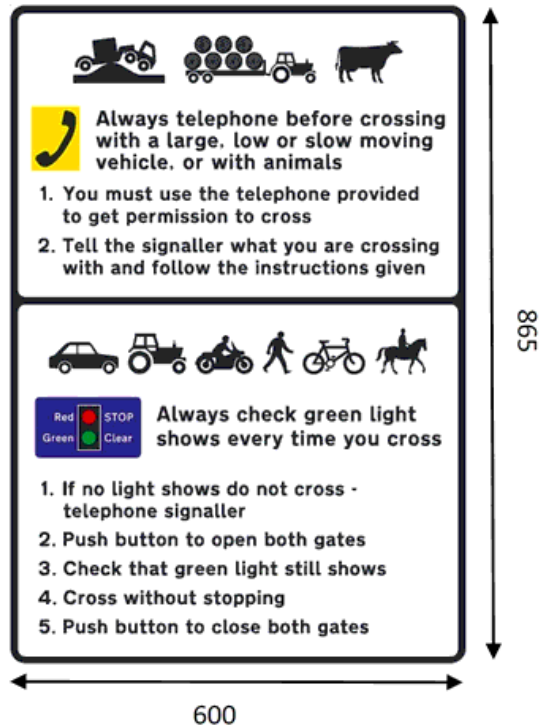 Always telephone before crossing
with a large, low or slow moving
vehicle, or with animals
1. You must use the telephone provided
to get permission to cross
2. Tell the signaller what you are crossing
with and follow the instructions given
Red STOP
Green Clear
Always check green light
shows every time you cross
1. If no light shows do not cross -
telephone signaller
2. Push button to open both gates
3. Check that green light still shows
4. Cross without stopping
5. Push button to close both gates
865
600